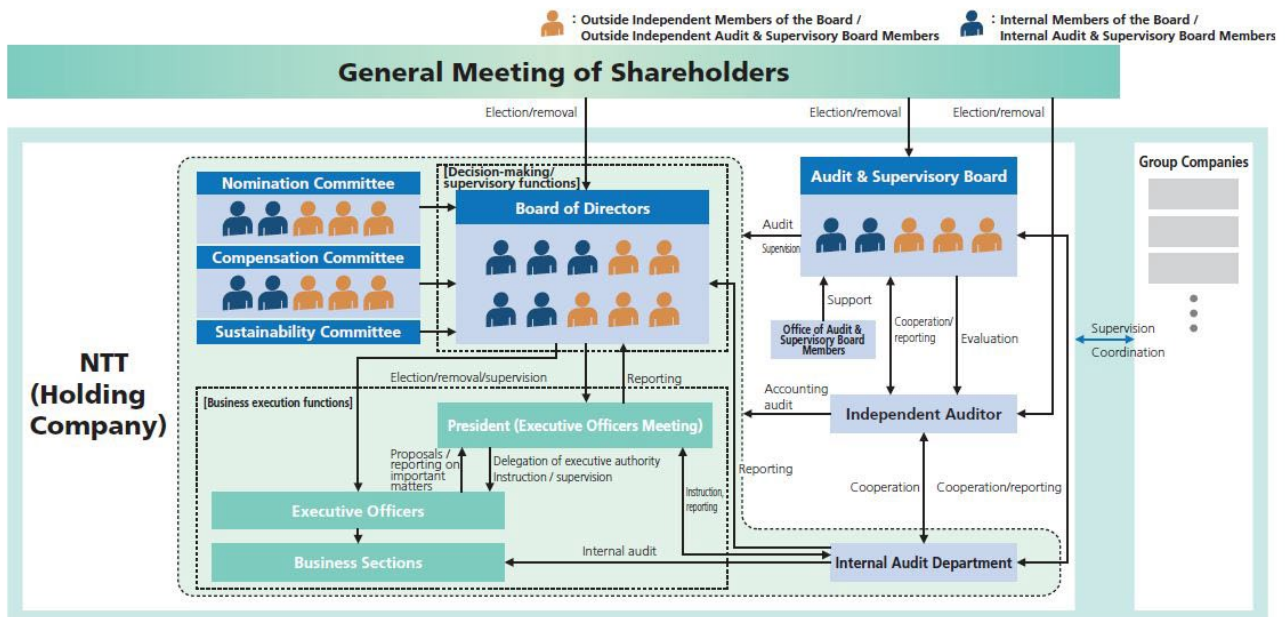 : Outside Independent Members of the Board /
Outside Independent Audit & Supervisory Board Members
: Internal Members of the Board /
Internal Audit & Supervisory Board Members
General Meeting of Shareholders
Election/removal
Election/removal
Election/removal
[Decision-making/
supervisory functions]
Nomination Committee
Board of Directors
Audit & Supervisory Board
Group Companies
Audit
Supervision
Compensation Committee
Sustainability Committee
Support
Office of Audit &
Supervisory Board
Members
Cooperation/
reporting
Evaluation
Supervision
Coordination
NTT
(Holding
Company)
Election/removal/supervision
Reporting
[Business execution functions]
Accounting
audit
President (Executive Officers Meeting)
Independent Auditor
Proposals /
reporting on
important
matters
Delegation of executive authority
Instruction / supervision
Instruction,
reporting
Reporting
Cooperation
Cooperation/reporting
Executive Officers
Business Sections
Internal audit
Internal Audit Department